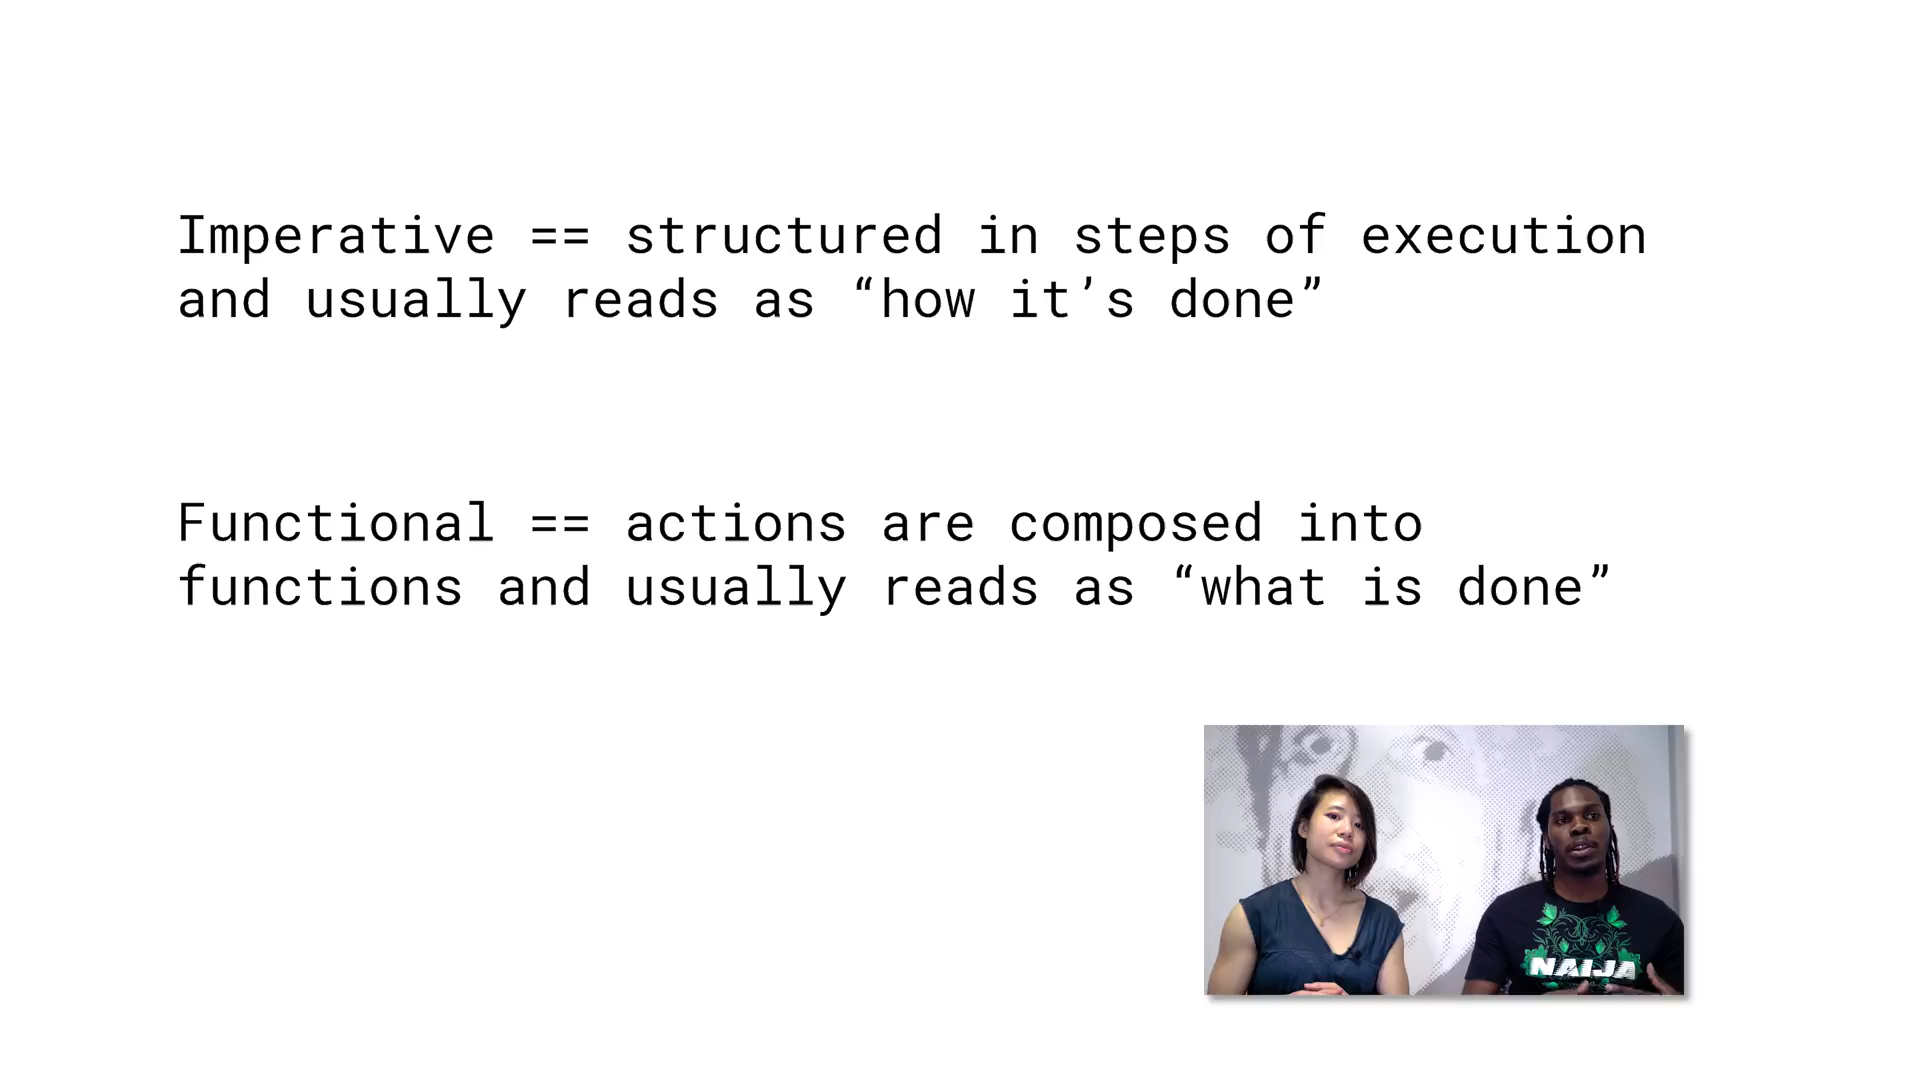 Imperative == structured in steps of execution
and usually reads as “how it’s done”
Functional == actions are composed into
functions and usually reads as “what is done”
NAIJA